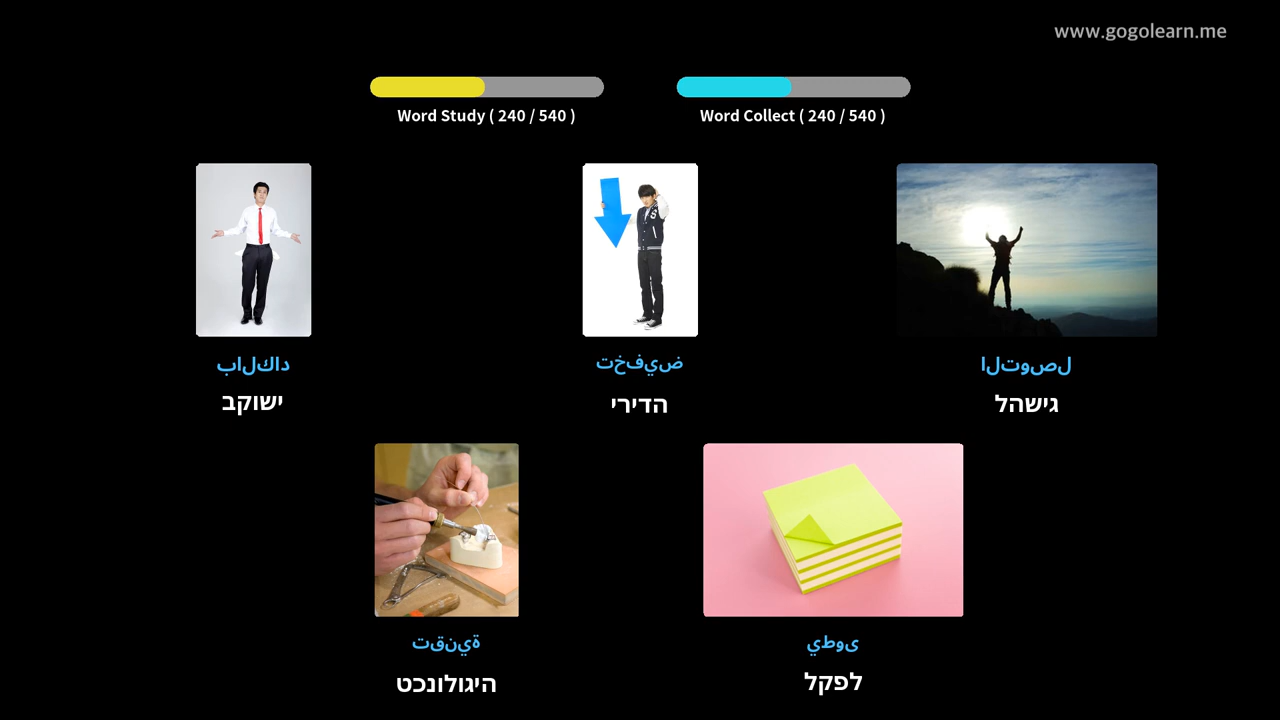 www.gogolearn.me
Word Study ( 240 / 540 )
Word Collect ( 240 / 540 )
داكلاب
ضيفخت
لصوتلا
ישוקב
הדירי
גישהל
ةينقت
ىوطي
היגולונכט
לפקל